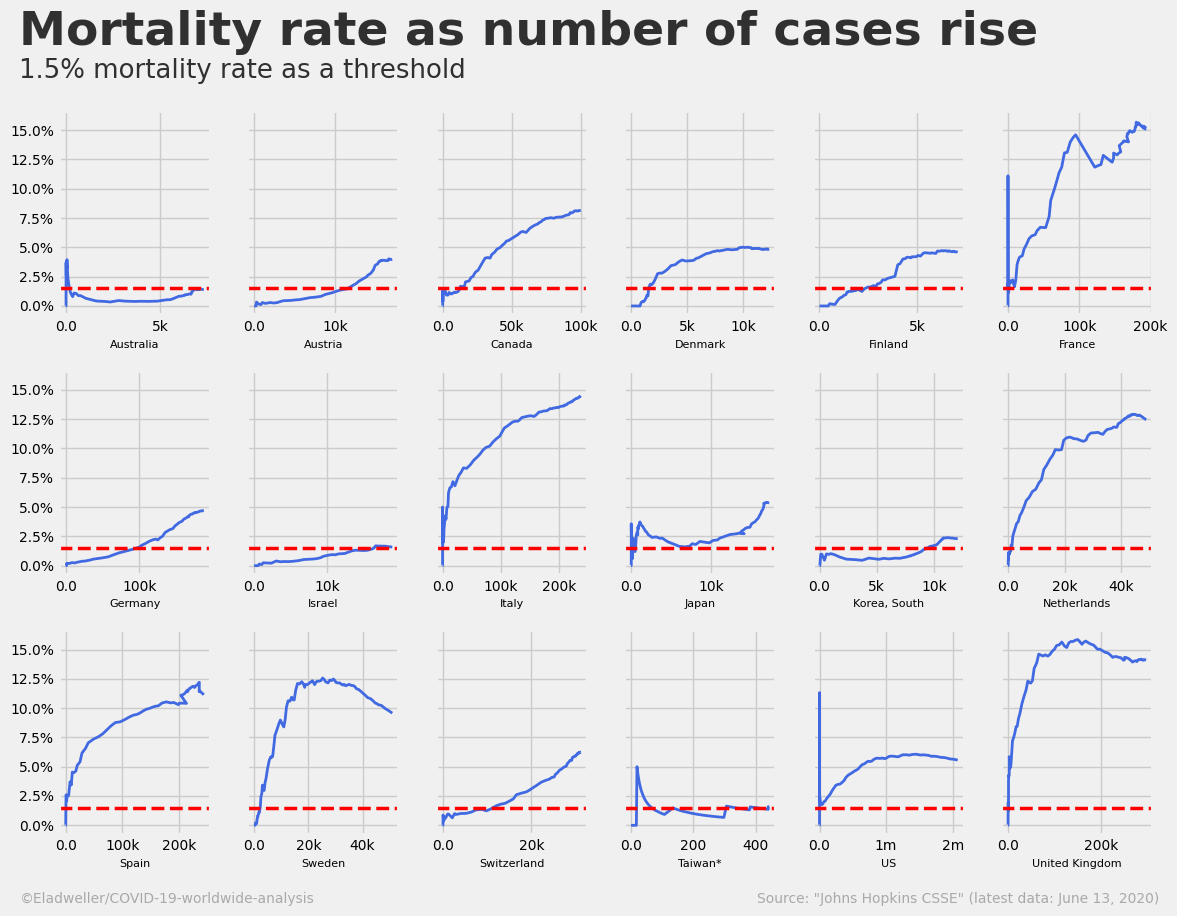 Mortality rate as number of cases rise
1.5% mortality rate as a threshold
15.0%
12.5%
10.0%
7.5%
5.0%
2.5%
0.0%
0.0 5k 0.0 10k 0.0 50k 100k 0.0 5k 10k 0.0 5k 0.0 100k 200k
Australia Austria Canada Denmark Finland France
15.0%
12.5%
10.0%
7.5%
5.0%
2.5%
0.0%
0.0 100k 0.0 10k 0.0 100k 200k 0.0 10k 0.0 5k 10k 0.0 20k 40k
Germany Israel Italy Japan Korea, South Netherlands
15.0%
12.5%
10.0%
7.5%
5.0%
2.5%
0.0%
0.0 100k 200k 0.0 20k 40k 0.0 20k 0.0 200 400 0.0 1m 2m 0.0 200k
Spain Sweden Switzerland Taiwan* US United Kingdom
©Eladweller/COVID-19-worldwide-analysis Source: "Johns Hopkins CSSE" (latest data: June 13, 2020)